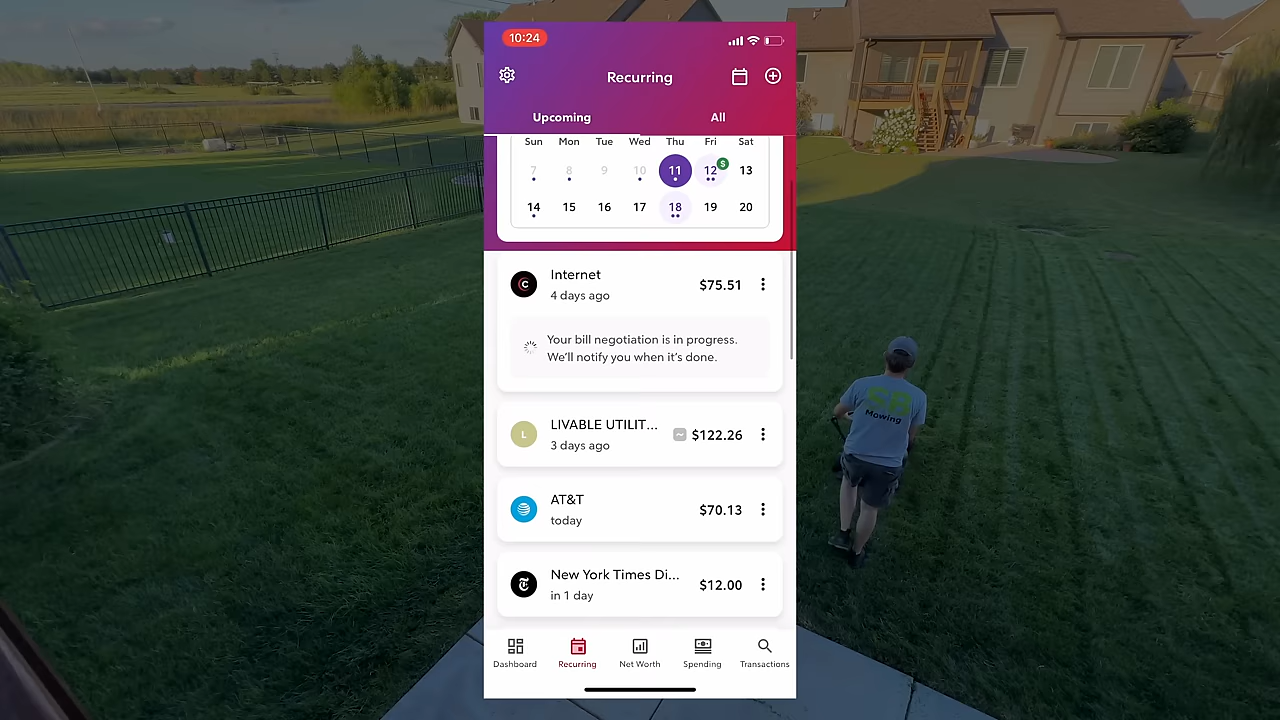 10:24
Recurring
Upcoming All
Sun Mon Tue Wed Thu Fri Sat
7 8 9 10 11 12 $ 13
14 15 16 17 18 19 20
C
Internet
$75.51
4 days ago
Your bill negotiation is in progress.
We'll notify you when it's done.
L
LIVABLE UTILIT...
~ $122.26
3 days ago
AT&T
$70.13
today
T
New York Times Di...
$12.00
in 1 day
Dashboard Recurring Net Worth Spending Transactions
SB
Mowing